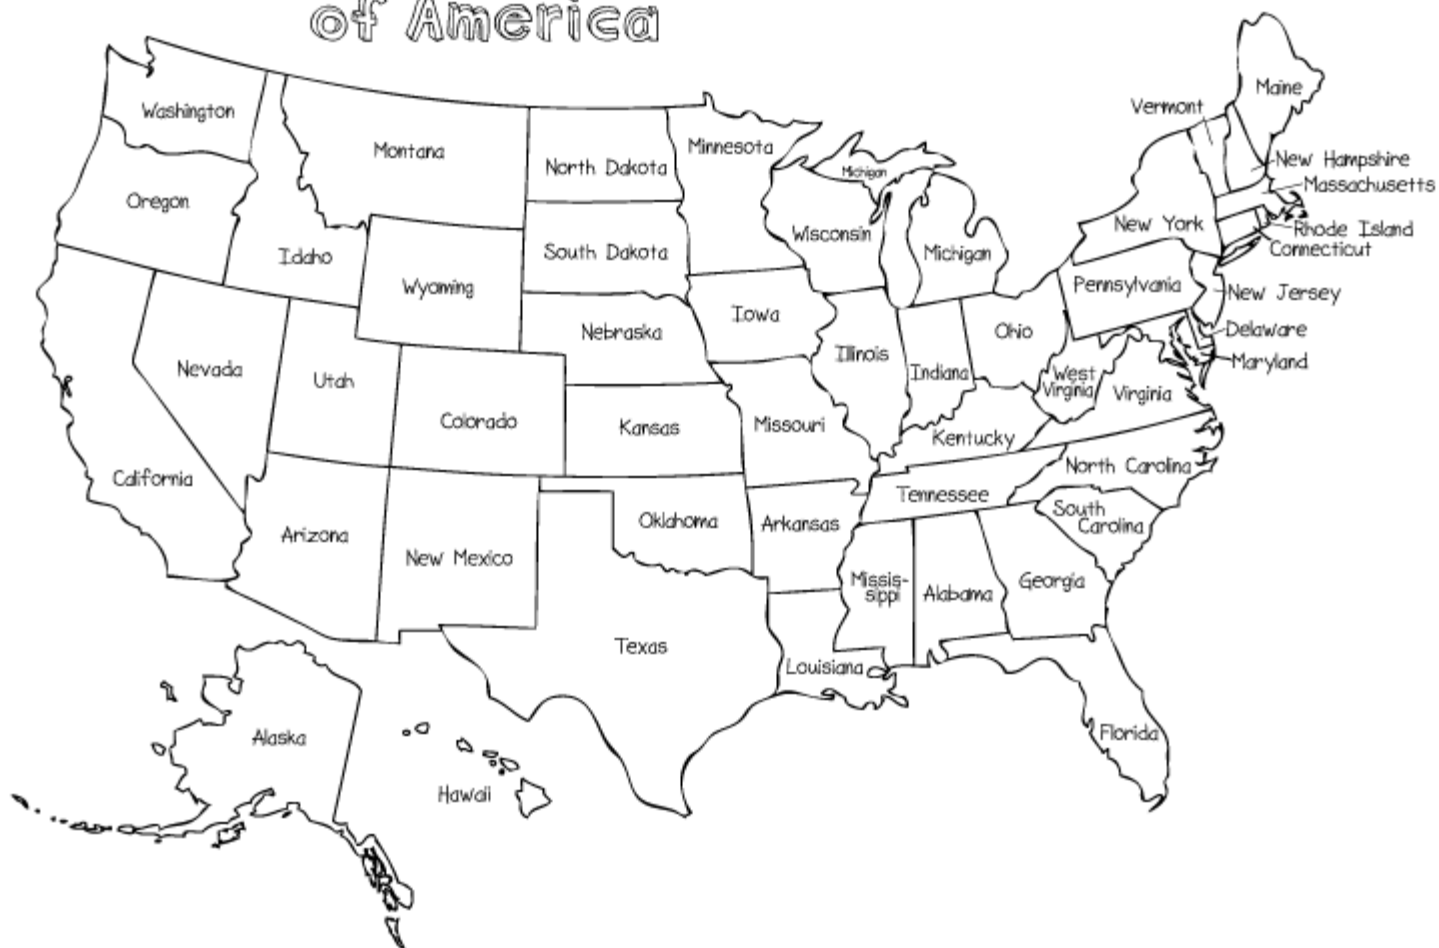 of America
Washington
Oregon
California
Nevada
Idaho
Montana
Wyoming
Utah
Colorado
Arizona
New Mexico
North Dakota
South Dakota
Nebraska
Kansas
Oklahoma
Texas
Minnesota
Iowa
Missouri
Arkansas
Louisiana
Wisconsin
Michigan
Michigan
Illinois
Indiana
Ohio
Kentucky
Tennessee
Missis-
sippi
Alabama
Georgia
Florida
South
Carolina
North Carolina
Virginia
West
Virginia
Pennsylvania
New York
Vermont
Maine
New Hampshire
Massachusetts
Rhode Island
Connecticut
New Jersey
Delaware
Maryland
Alaska
Hawaii